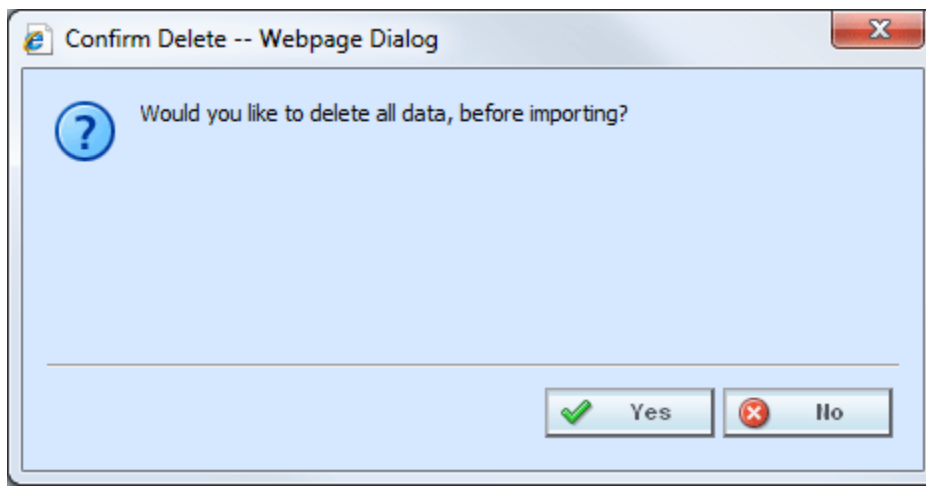 Confirm Delete -- Webpage Dialog
Would you like to delete all data, before importing?
Yes No